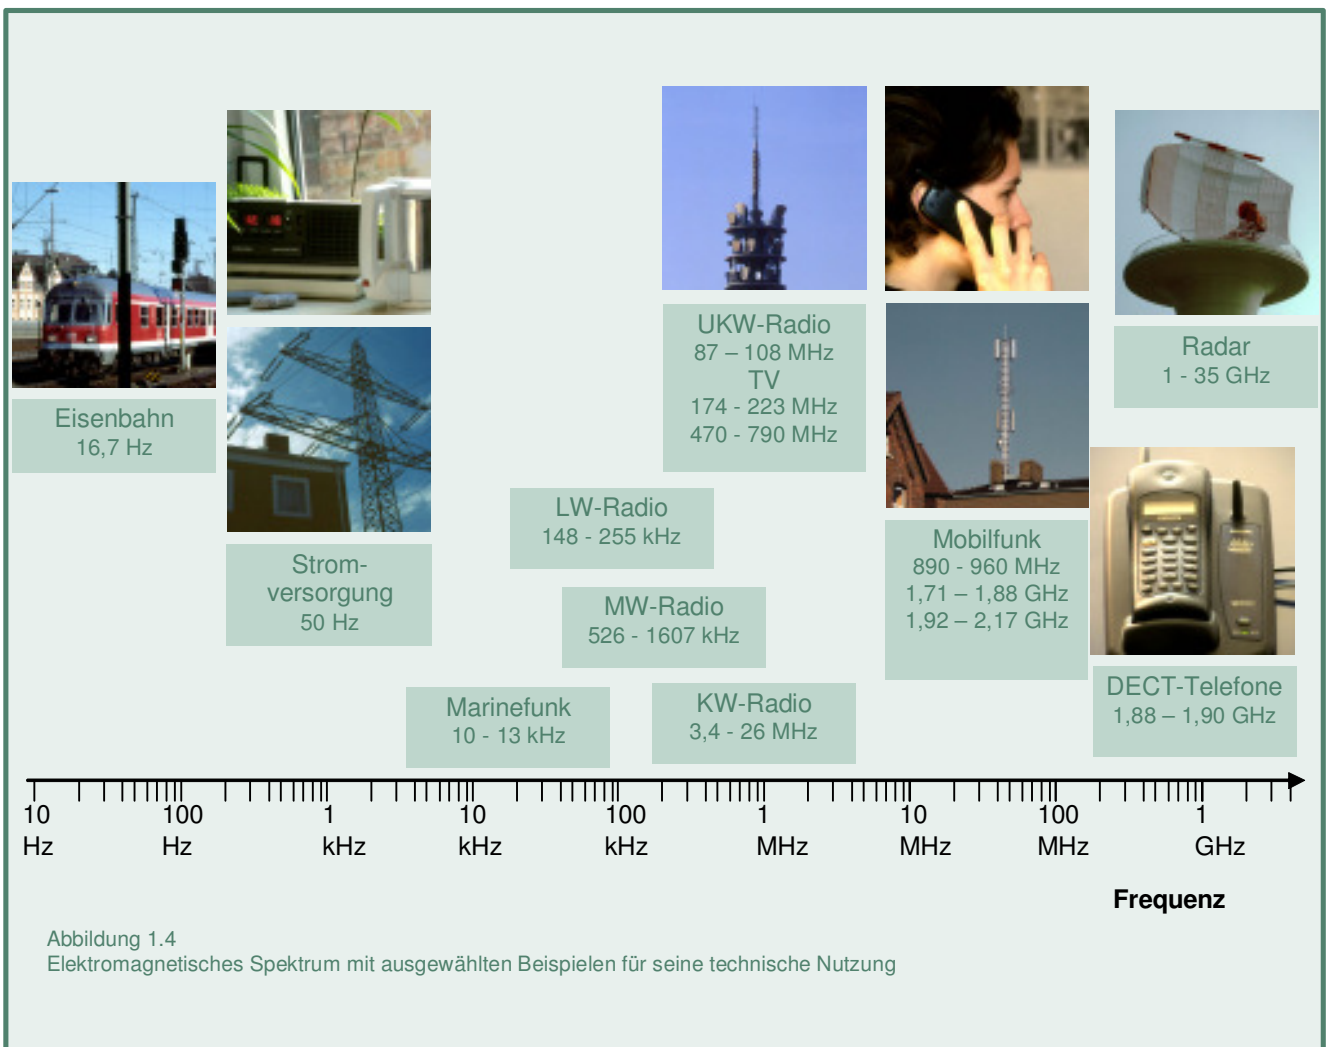 Eisenbahn
16,7 Hz
Strom-
versorgung
50 Hz
Marinefunk
10 - 13 kHz
LW-Radio
148 - 255 kHz
MW-Radio
526 - 1607 kHz
KW-Radio
3,4 - 26 MHz
UKW-Radio
87 – 108 MHz
TV
174 - 223 MHz
470 - 790 MHz
Mobilfunk
890 - 960 MHz
1,71 – 1,88 GHz
1,92 – 2,17 GHz
Radar
1 - 35 GHz
DECT-Telefone
1,88 – 1,90 GHz
10 100 1 10 100 1 10 100 1
Hz Hz kHz kHz kHz MHz MHz MHz GHz
Frequenz
Abbildung 1.4
Elektromagnetisches Spektrum mit ausgewählten Beispielen für seine technische Nutzung